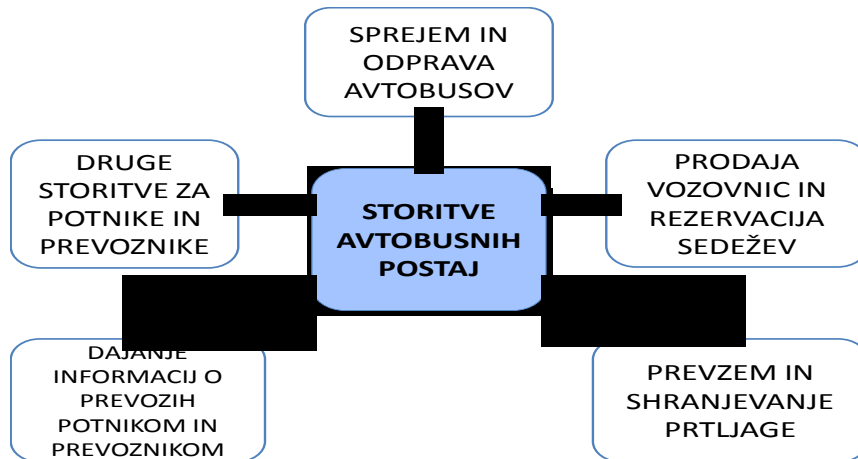 SPREJEM IN
ODPRAVA
AVTOBUSOV
DRUGE
STORITVE ZA
POTNIKE IN
PREVOZNIKE
STORITVE
AVTOBUSNIH
POSTAJ
PRODAJA
VOZOVNIC IN
REZERVACIJA
SEDEŽEV
DAJANJE
INFORMACIJ O
PREVOZIH
POTNIKOM IN
PREVOZNIKOM
PREVZEM IN
SHRANJEVANJE
PRTLJAGE